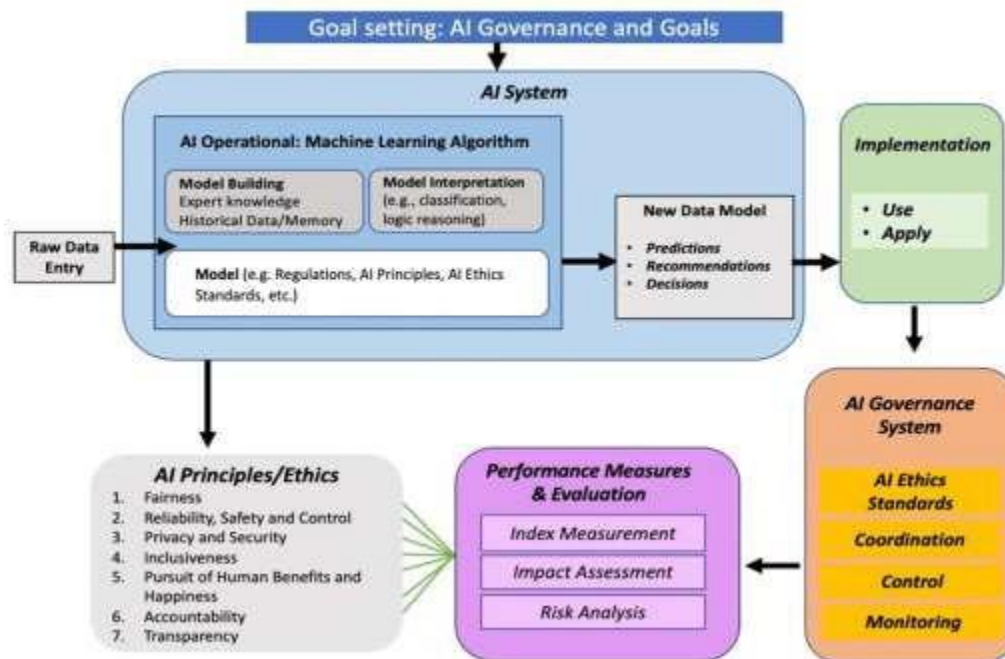 Goal setting: AI Governance and Goals
AI System
AI Operational: Machine Learning Algorithm
Model Building
Expert knowledge
Historical Data/Memory
Model Interpretation
(e.g., classification,
logic reasoning)
Raw Data
Entry
Model (e.g. Regulations, AI Principles, AI Ethics
Standards, etc.)
New Data Model
• Predictions
• Recommendations
• Decisions
Implementation
• Use
• Apply
AI Governance
System
AI Ethics
Standards
Coordination
Control
Monitoring
Performance Measures
& Evaluation
Index Measurement
Impact Assessment
Risk Analysis
AI Principles/Ethics
1. Fairness
2. Reliability, Safety and Control
3. Privacy and Security
4. Inclusiveness
5. Pursuit of Human Benefits and
Happiness
6. Accountability
7. Transparency